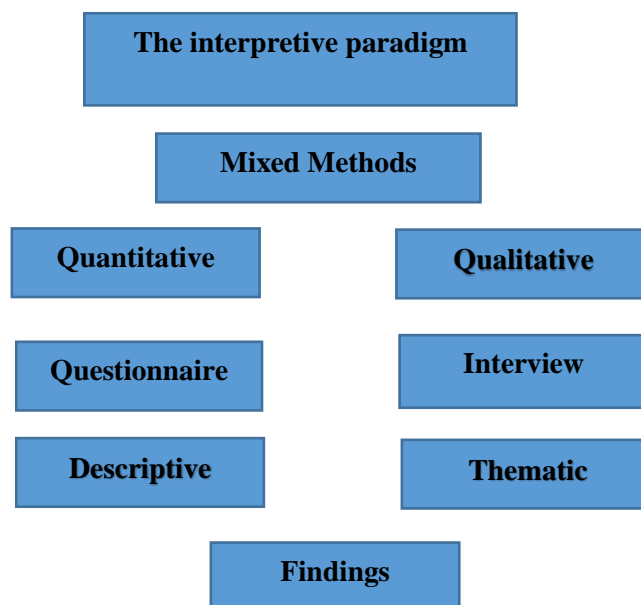 The interpretive paradigm
Mixed Methods
Quantitative
Qualitative
Questionnaire
Interview
Descriptive
Thematic
Findings